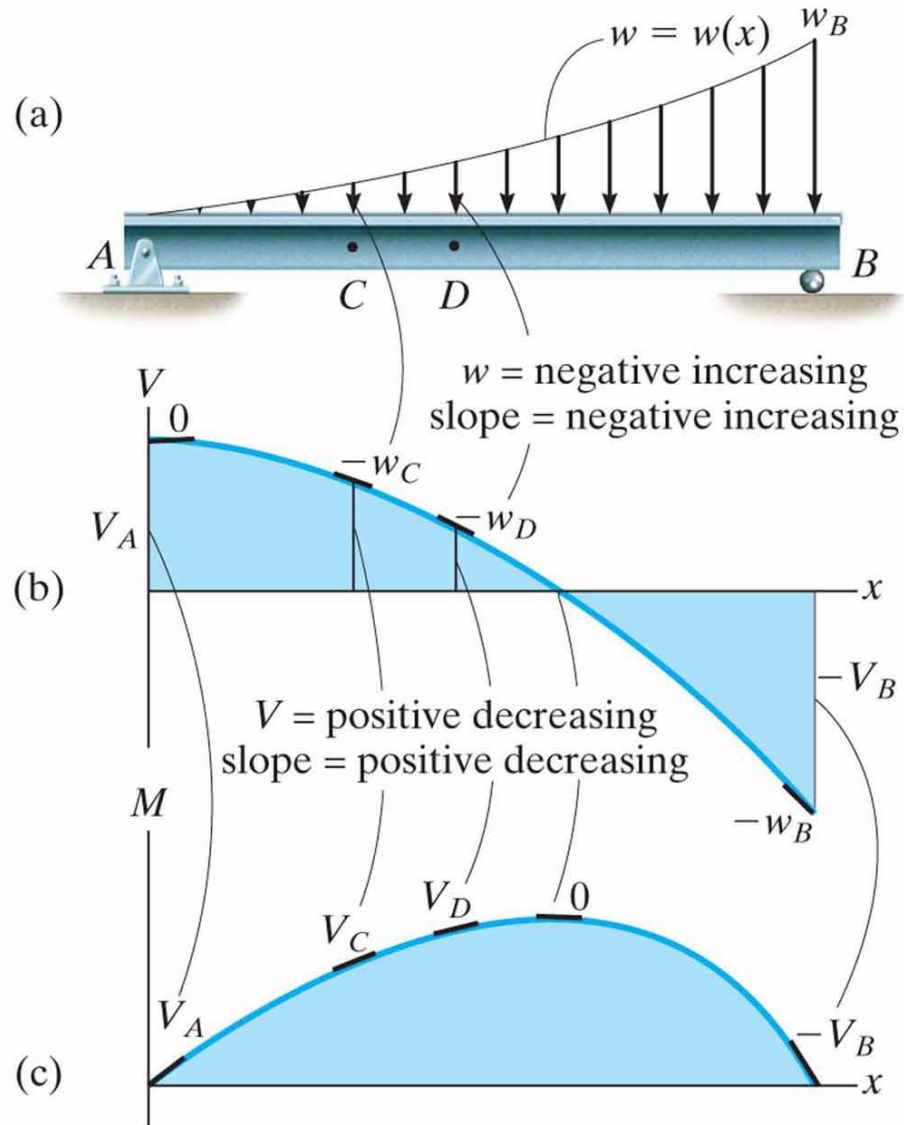 w = w(x)
w_B
(a)
A
B
C
D
w = negative increasing
slope = negative increasing
V
0
−w_C
−w_D
V_A
(b)
x
−V_B
V = positive decreasing
slope = positive decreasing
M
−w_B
V_D
0
V_C
V_A
−V_B
(c)
x